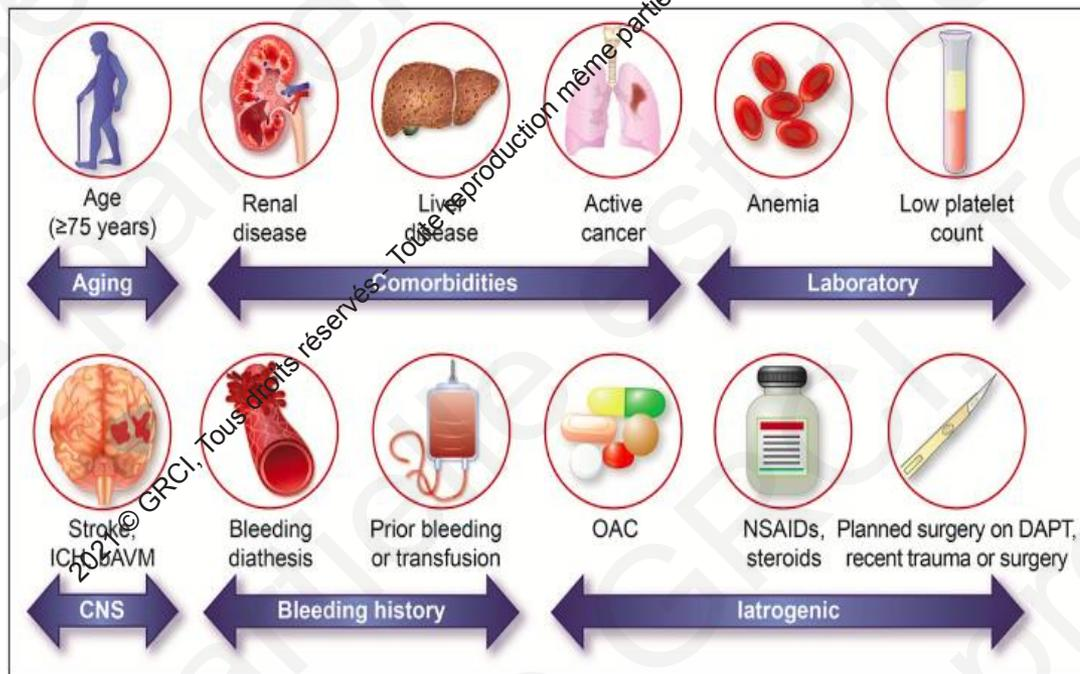 Age
(≥75 years)
Renal
disease
Liver
disease
Active
cancer
Anemia
Low platelet
count
Aging
Comorbidities
Laboratory
Stroke,
ICH, bAVM
Bleeding
diathesis
Prior bleeding
or transfusion
OAC
NSAIDs,
steroids
Planned surgery on DAPT,
recent trauma or surgery
CNS
Bleeding history
Iatrogenic
2021 © GRCI, Tous droits réservés - Toute reproduction même partie